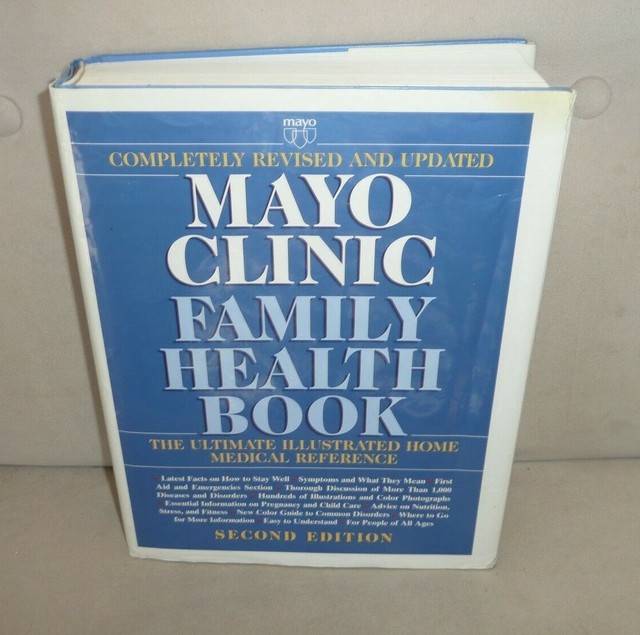 mayo
COMPLETELY REVISED AND UPDATED
MAYO
CLINIC
FAMILY
HEALTH
BOOK
THE ULTIMATE ILLUSTRATED HOME
MEDICAL REFERENCE
Latest Facts on How to Stay Well • Symptoms and What They Mean • First
Aid and Emergencies Section • Thorough Discussion of More Than 1,000
Diseases and Disorders • Hundreds of Illustrations and Color Photographs
• Essential Information on Pregnancy and Child Care • Advice on Nutrition,
Stress, and Fitness • New Color Guide to Common Disorders • Where to Go
for More Information • Easy to Understand • For People of All Ages
SECOND EDITION